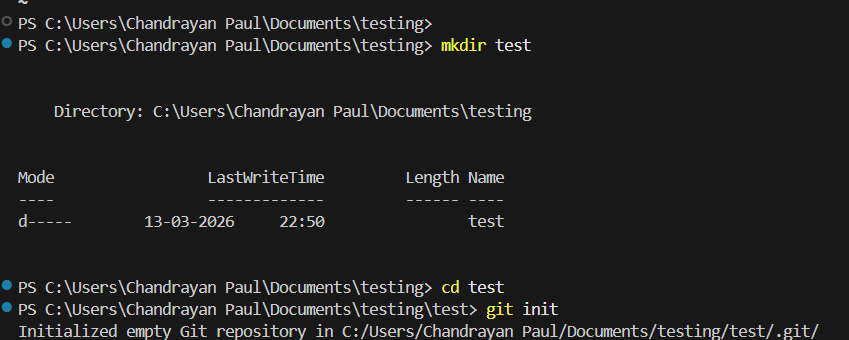 ~
PS C:\Users\Chandrayan Paul\Documents\testing>
PS C:\Users\Chandrayan Paul\Documents\testing> mkdir test
Directory: C:\Users\Chandrayan Paul\Documents\testing
Mode                 LastWriteTime         Length Name
----                 -------------         ------ ----
d-----        13-03-2026     22:50                test
PS C:\Users\Chandrayan Paul\Documents\testing> cd test
PS C:\Users\Chandrayan Paul\Documents\testing\test> git init
Initialized empty Git repository in C:/Users/Chandrayan Paul/Documents/testing/test/.git/